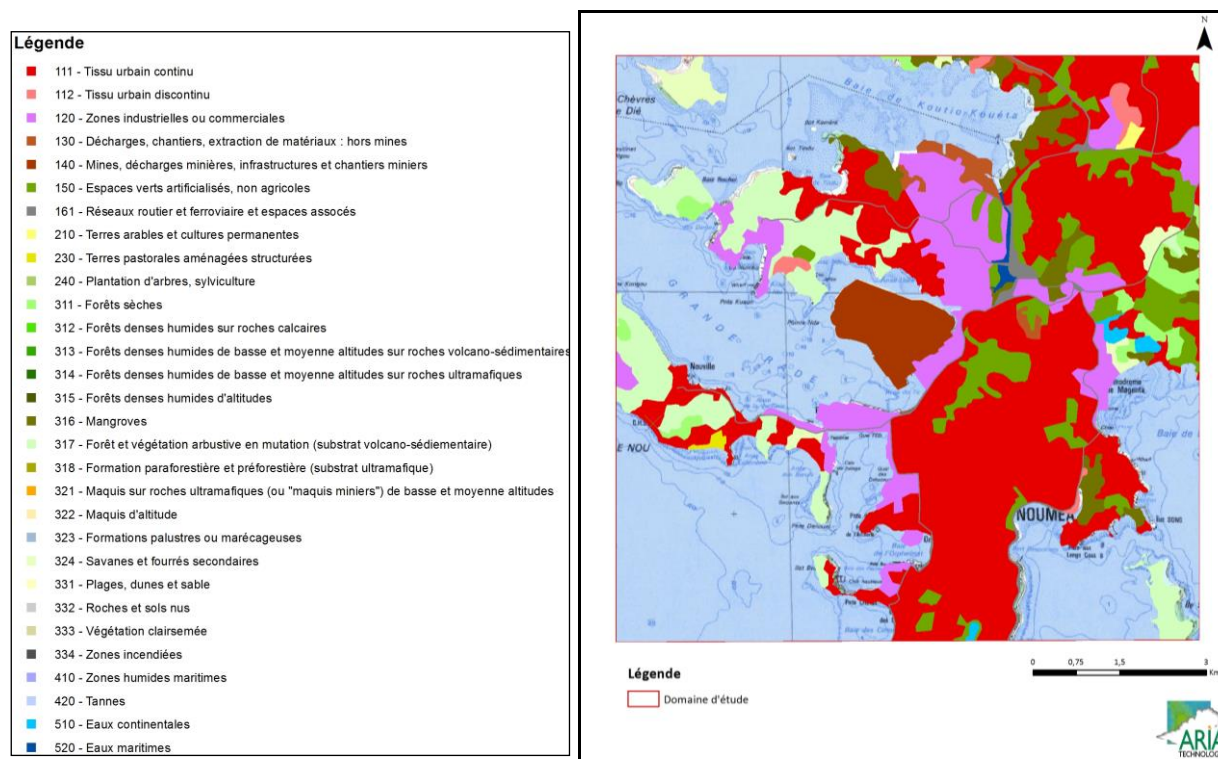 Légende
111 - Tissu urbain continu
112 - Tissu urbain discontinu
120 - Zones industrielles ou commerciales
130 - Décharges, chantiers, extraction de matériaux : hors mines
140 - Mines, décharges minières, infrastructures et chantiers miniers
150 - Espaces verts artificialisés, non agricoles
161 - Réseaux routier et ferroviaire et espaces assocés
210 - Terres arables et cultures permanentes
230 - Terres pastorales aménagées structurées
240 - Plantation d'arbres, sylviculture
311 - Forêts sèches
312 - Forêts denses humides sur roches calcaires
313 - Forêts denses humides de basse et moyenne altitudes sur roches volcano-sédimentaires
314 - Forêts denses humides de basse et moyenne altitudes sur roches ultramafiques
315 - Forêts denses humides d'altitudes
316 - Mangroves
317 - Forêt et végétation arbustive en mutation (substrat volcano-sédiementaire)
318 - Formation paraforestière et préforestière (substrat ultramafique)
321 - Maquis sur roches ultramafiques (ou "maquis miniers") de basse et moyenne altitudes
322 - Maquis d'altitude
323 - Formations palustres ou marécageuses
324 - Savanes et fourrés secondaires
331 - Plages, dunes et sable
332 - Roches et sols nus
333 - Végétation clairsemée
334 - Zones incendiées
410 - Zones humides maritimes
420 - Tannes
510 - Eaux continentales
520 - Eaux maritimes
N
Chèvres
Dié
Baie de Koutio-Kouéta
GRANDE
Nouville
NOU
Magenta
Baie de
NOUMEA
l'Orphelinat
Légende
Domaine d'étude
0 0,75 1,5 3
Km
ARIA
TECHNOLOG